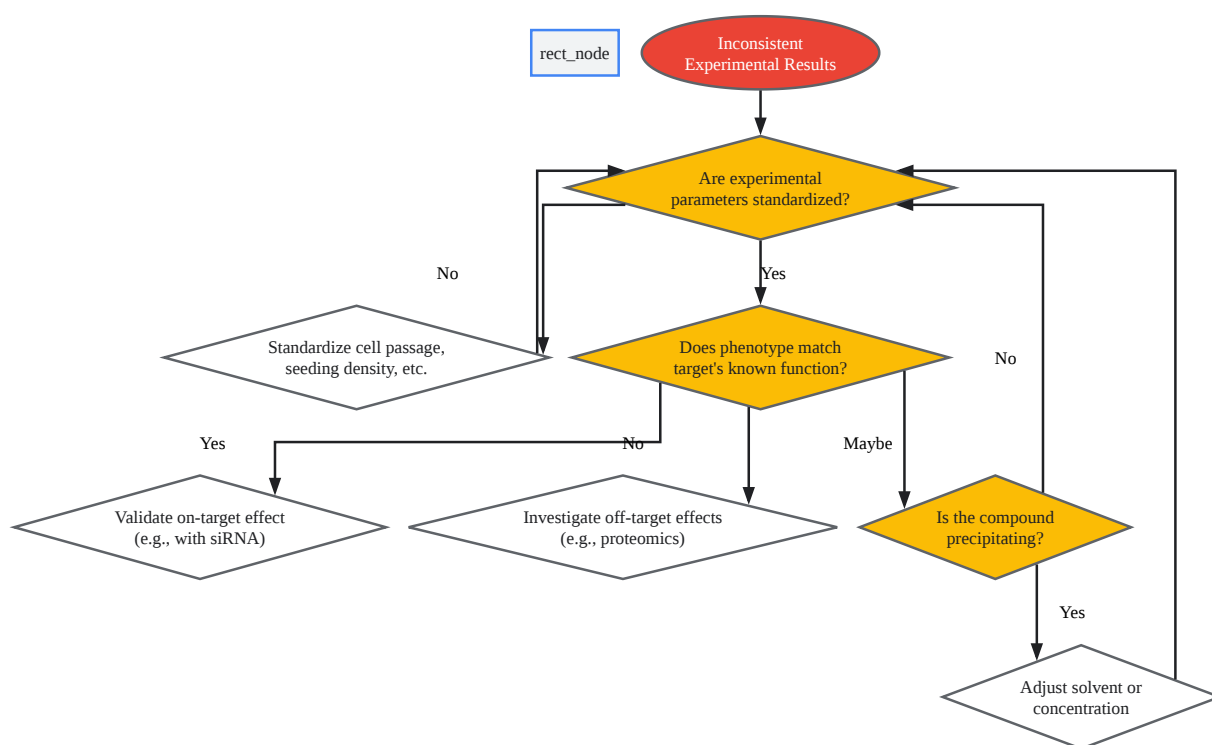 rect_node
Inconsistent
Experimental Results
Are experimental
parameters standardized?
No
Yes
Standardize cell passage,
seeding density, etc.
Does phenotype match
target's known function?
No
Yes
No
Maybe
Validate on-target effect
(e.g., with siRNA)
Investigate off-target effects
(e.g., proteomics)
Is the compound
precipitating?
Yes
Adjust solvent or
concentration